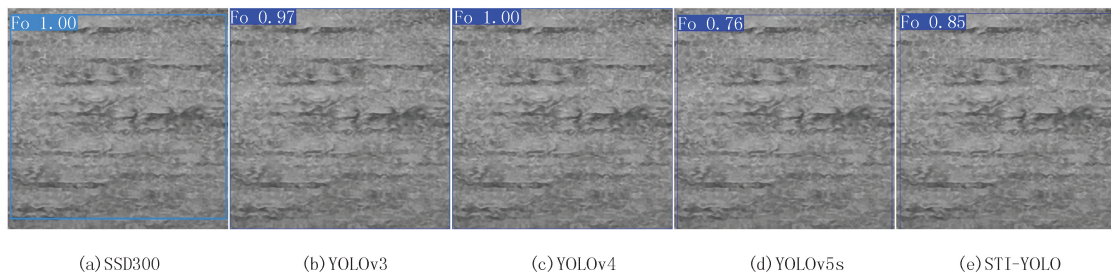 Fo 1.00
Fo 0.97
Fo 1.00
Fo 0.76
Fo 0.85
(a)SSD300
(b)YOLOv3
(c)YOLOv4
(d)YOLOv5s
(e)STI-YOLO